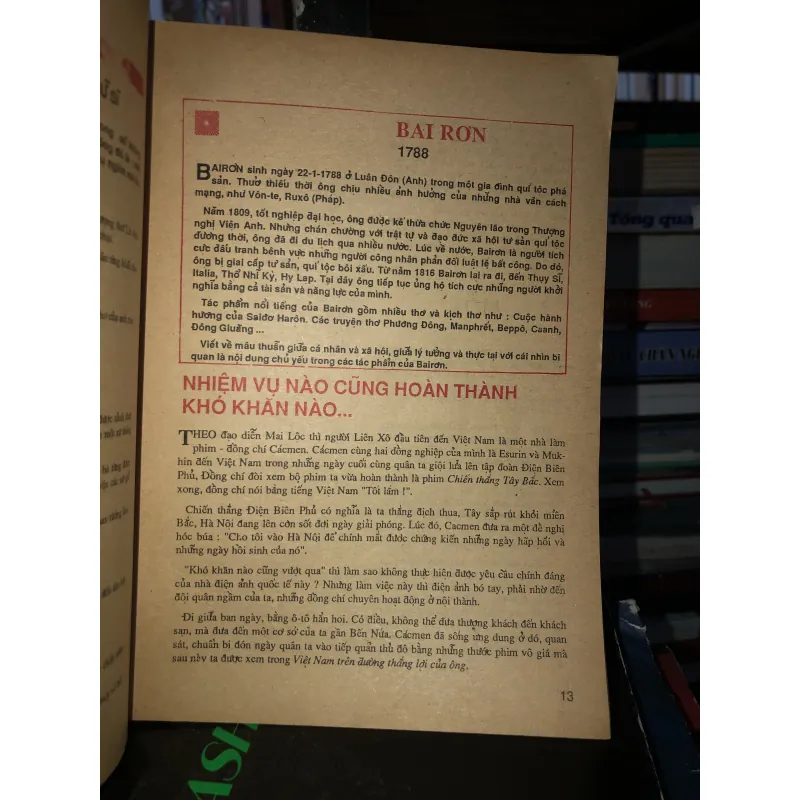 BAI RƠN
1788
BAIRƠN sinh ngày 22-1-1788 ở Luân Đôn (Anh) trong một gia đình quí tộc phá
sản. Thuở thiếu thời ông chịu nhiều ảnh hưởng của những nhà văn cách
mạng, như Vôn-te, Ruxô (Pháp).
Năm 1809, tốt nghiệp đại học, ông được kế thừa chức Nguyên lão trong Thượng
nghị Viện Anh. Nhưng chán chường với trật tự và đạo đức xã hội tư sản quí tộc
đương thời, ông đã đi du lịch qua nhiều nước. Lúc về nước, Bairơn là người tích
cực đấu tranh bênh vực những người công nhân phản đối luật lệ bất công. Do đó,
ông bị giai cấp tư sản, quí tộc bôi xấu. Từ năm 1816 Bairơn lại ra đi, đến Thụy Sĩ,
Italia, Thổ Nhĩ Kỳ, Hy Lạp. Tại đây ông tiếp tục ủng hộ tích cực những người khởi
nghĩa bằng cả tài sản và năng lực của mình.
Tác phẩm nổi tiếng của Bairơn gồm nhiều thơ và kịch thơ như : Cuộc hành
hương của Saiđơ Harôn. Các truyện thơ Phương Đông, Manphrét, Beppô, Caanh,
Đông Giuăng ...
Viết về mâu thuẫn giữa cá nhân và xã hội, giữa lý tưởng và thực tại với cái nhìn bi
quan là nội dung chủ yếu trong các tác phẩm của Bairơn.
NHIỆM VỤ NÀO CŨNG HOÀN THÀNH
KHÓ KHĂN NÀO...
THEO đạo diễn Mai Lộc thì người Liên Xô đầu tiên đến Việt Nam là một nhà làm
phim - đồng chí Cácmen. Cácmen cùng hai đồng nghiệp của mình là Esurin và Muk-
hin đến Việt Nam trong những ngày cuối cùng quân ta giội lửa lên tập đoàn Điện Biên
Phủ, Đồng chí đòi xem bộ phim ta vừa hoàn thành là phim Chiến thắng Tây Bắc. Xem
xong, đồng chí nói bằng tiếng Việt Nam "Tôi lắm !".
Chiến thắng Điện Biên Phủ có nghĩa là ta thắng địch thua, Tây sắp rút khỏi miền
Bắc, Hà Nội đang lên cơn sốt đợi ngày giải phóng. Lúc đó, Cacmen đưa ra một đề nghị
hóc búa : "Cho tôi vào Hà Nội để chính mắt được chứng kiến những ngày hấp hối và
những ngày hồi sinh của nó".
"Khó khăn nào cũng vượt qua" thì làm sao không thực hiện được yêu cầu chính đáng
của nhà điện ảnh quốc tế này ? Nhưng làm việc này thì điện ảnh bó tay, phải nhờ đến
đội quân ngầm của ta, những đồng chí chuyên hoạt động ở nội thành.
Đi giữa ban ngày, bằng ô-tô hẳn hoi. Có điều, không thể đưa thượng khách đến khách
sạn, mà đưa đến một cơ sở của ta gần Bến Nứa. Cácmen đã sống ung dung ở đó, quan
sát, chuẩn bị đón ngày quân ta vào tiếp quản thủ đô bằng những thước phim vô giá mà
sau này ta được xem trong Việt Nam trên đường thắng lợi của ông.
13
Tổng quan